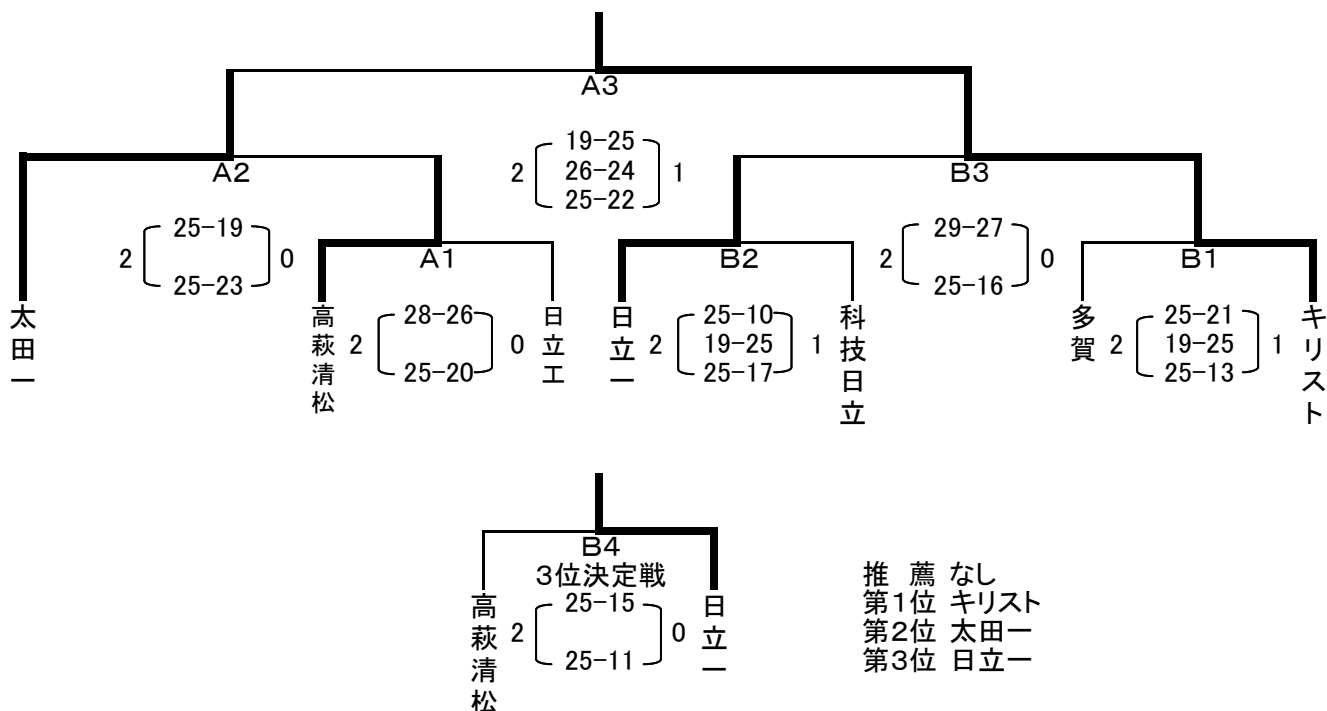 A3
19-25
2 26-24 1
25-22
A2
B3
25-19
2 0
25-23
29-27
2 0
25-16
A1
B2
B1
太田一
高萩清松
28-26
2 0
25-20
日立工
日立一
25-10
2 19-25 1
25-17
科技日立
多賀
25-21
2 19-25 1
25-13
キリスト
B4
3位決定戦
高萩清松
25-15
2 0
25-11
日立一
推 薦 なし
第1位 キリスト
第2位 太田一
第3位 日立一